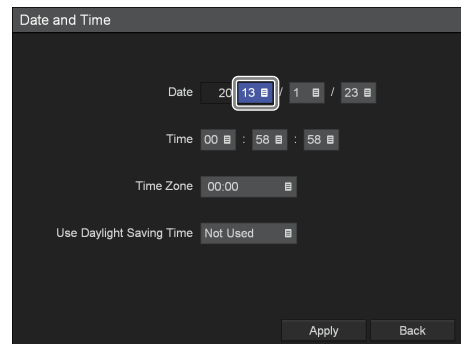 Date and Time
Date 20 13 / 1 / 23
Time 00 : 58 : 58
Time Zone 00:00
Use Daylight Saving Time Not Used
Apply Back